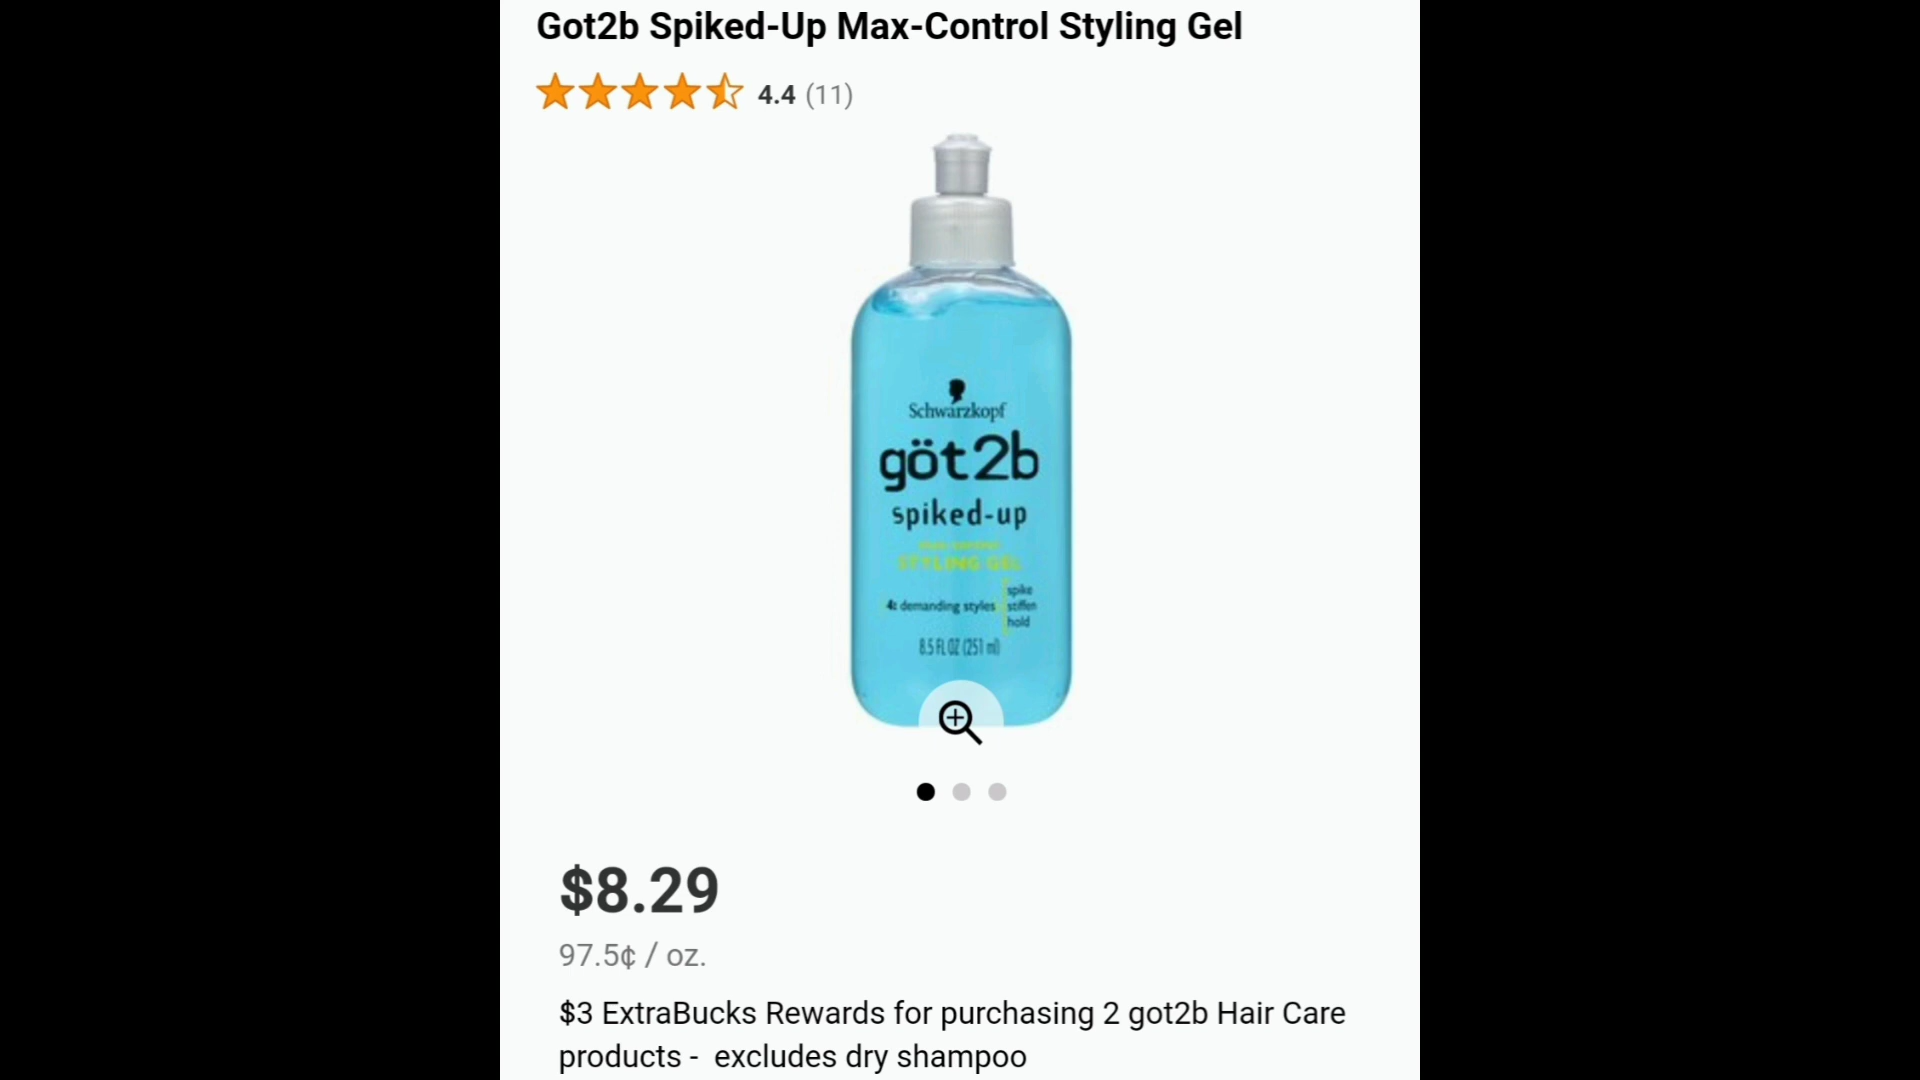 Got2b Spiked-Up Max-Control Styling Gel
4.4 (11)
Schwarzkopf
göt2b
spiked-up
STYLING GEL
4: demanding styles
spike
stiffen
hold
8.5 FL OZ (251 ml)
$8.29
97.5¢ / oz.
$3 ExtraBucks Rewards for purchasing 2 got2b Hair Care
products - excludes dry shampoo